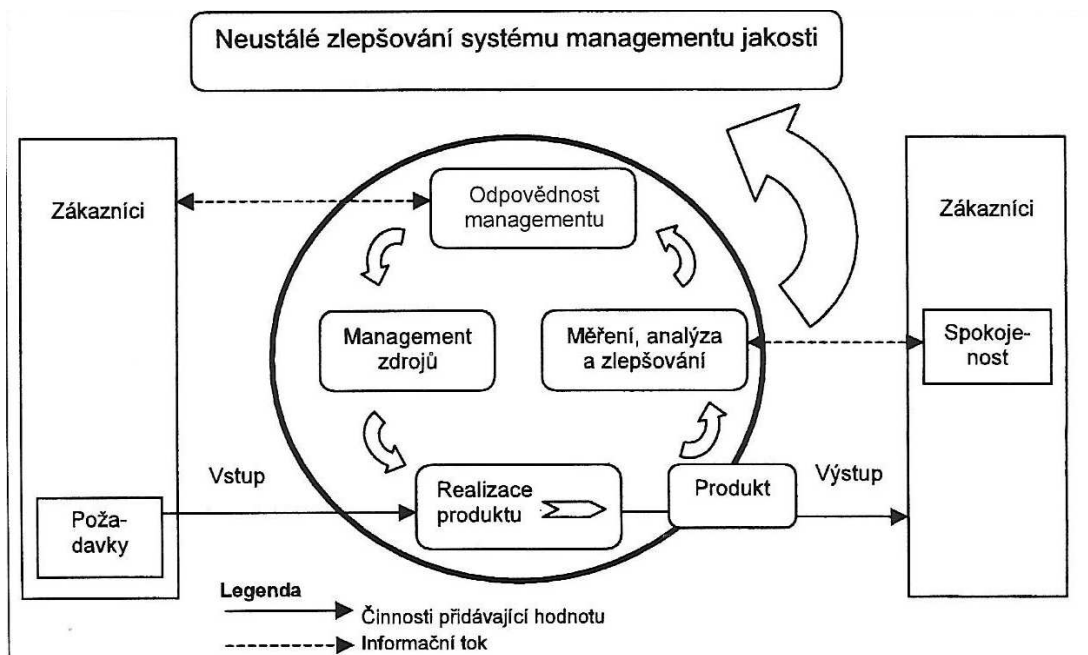 Neustálé zlepšování systému managementu jakosti
Zákazníci
Odpovědnost
managementu
Zákazníci
Management
zdrojů
Měření, analýza
a zlepšování
Spokoje-
nost
Vstup
Realizace
produktu
Produkt
Výstup
Poža-
davky
Legenda
Činnosti přidávající hodnotu
Informační tok